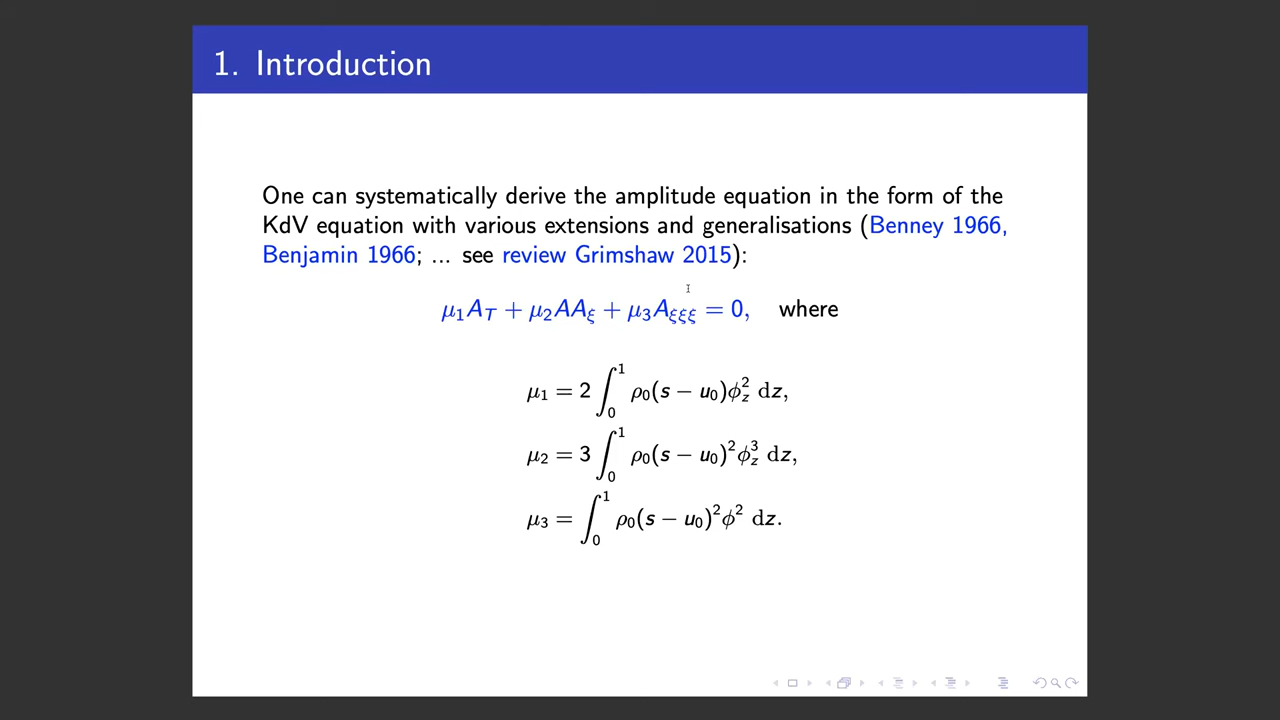 1. Introduction
One can systematically derive the amplitude equation in the form of the
KdV equation with various extensions and generalisations (Benney 1966,
Benjamin 1966; ... see review Grimshaw 2015):
μ₁A_T + μ₂AA_ξ + μ₃A_ξξξ = 0, where
μ₁ = 2 ∫₀¹ ρ₀(s − u₀)ϕ_z² dz,
μ₂ = 3 ∫₀¹ ρ₀(s − u₀)²ϕ_z³ dz,
μ₃ = ∫₀¹ ρ₀(s − u₀)²ϕ² dz.